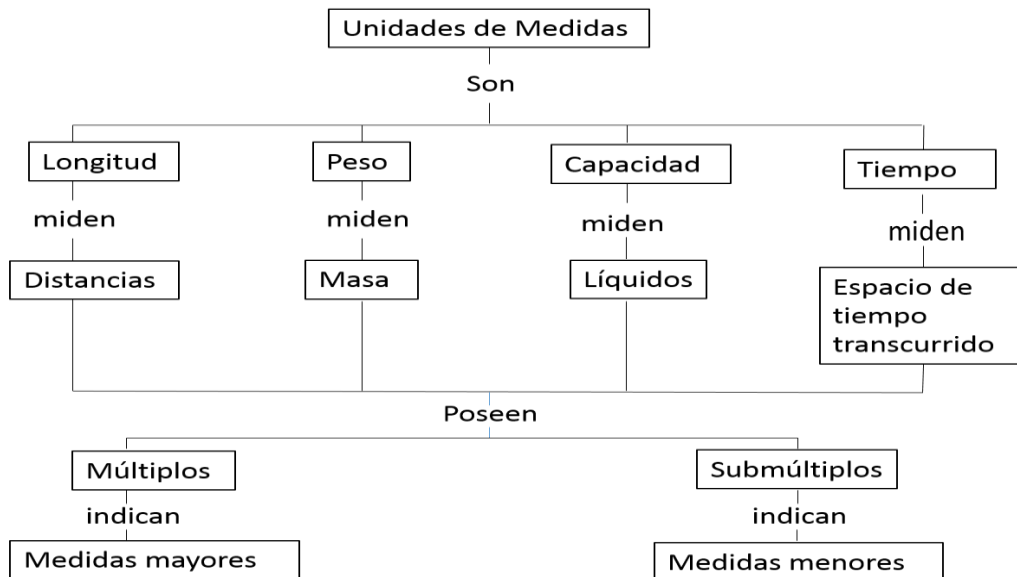 Unidades de Medidas
Son
Longitud
Peso
Capacidad
Tiempo
miden
miden
miden
miden
Distancias
Masa
Líquidos
Espacio de
tiempo
transcurrido
Poseen
Múltiplos
Submúltiplos
indican
indican
Medidas mayores
Medidas menores